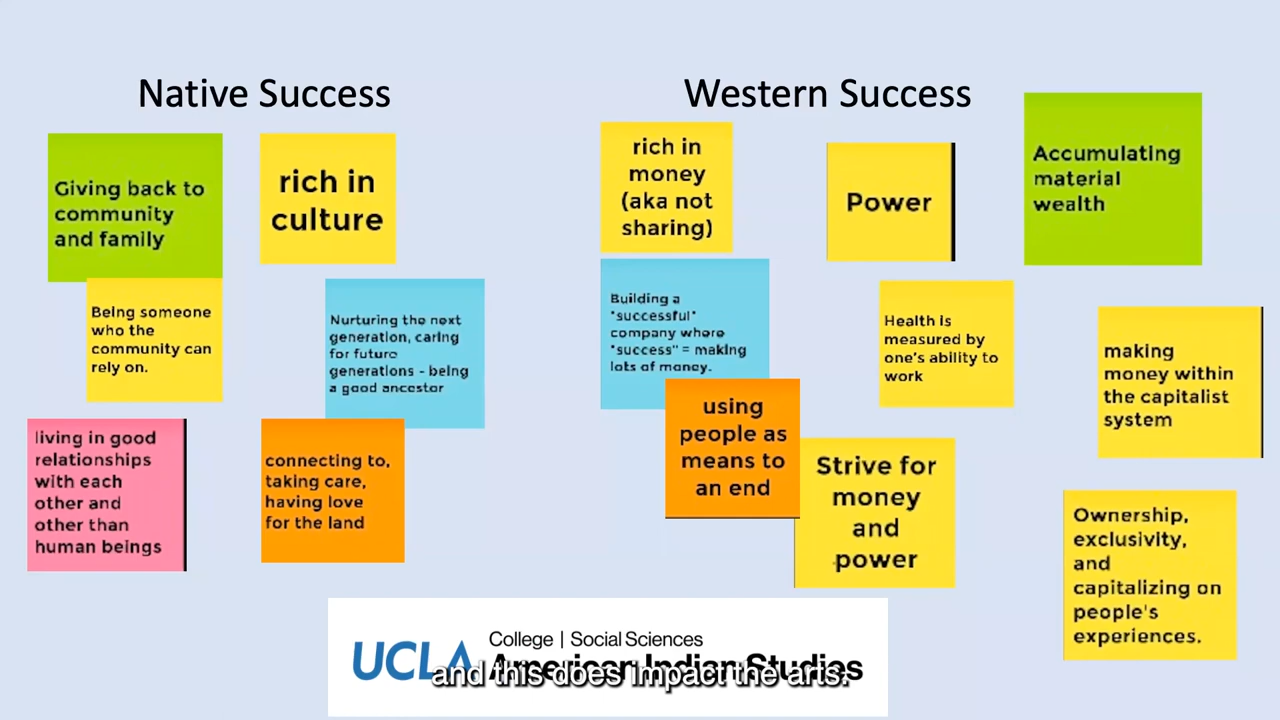 Native Success
Giving back to
community
and family
rich in
culture
Being someone
who the
community can
rely on.
Nurturing the next
generation, caring
for future
generations - being
a good ancestor
living in good
relationships
with each
other and
other than
human beings
connecting to,
taking care,
having love
for the land
Western Success
rich in
money
(aka not
sharing)
Power
Accumulating
material
wealth
Building a
"successful"
company where
"success" = making
lots of money.
Health is
measured by
one's ability to
work
making
money within
the capitalist
system
using
people as
means to
an end
Strive for
money
and
power
Ownership,
exclusivity,
and
capitalizing on
people's
experiences.
UCLA
College | Social Sciences
American Indian Studies
and this does impact the arts.